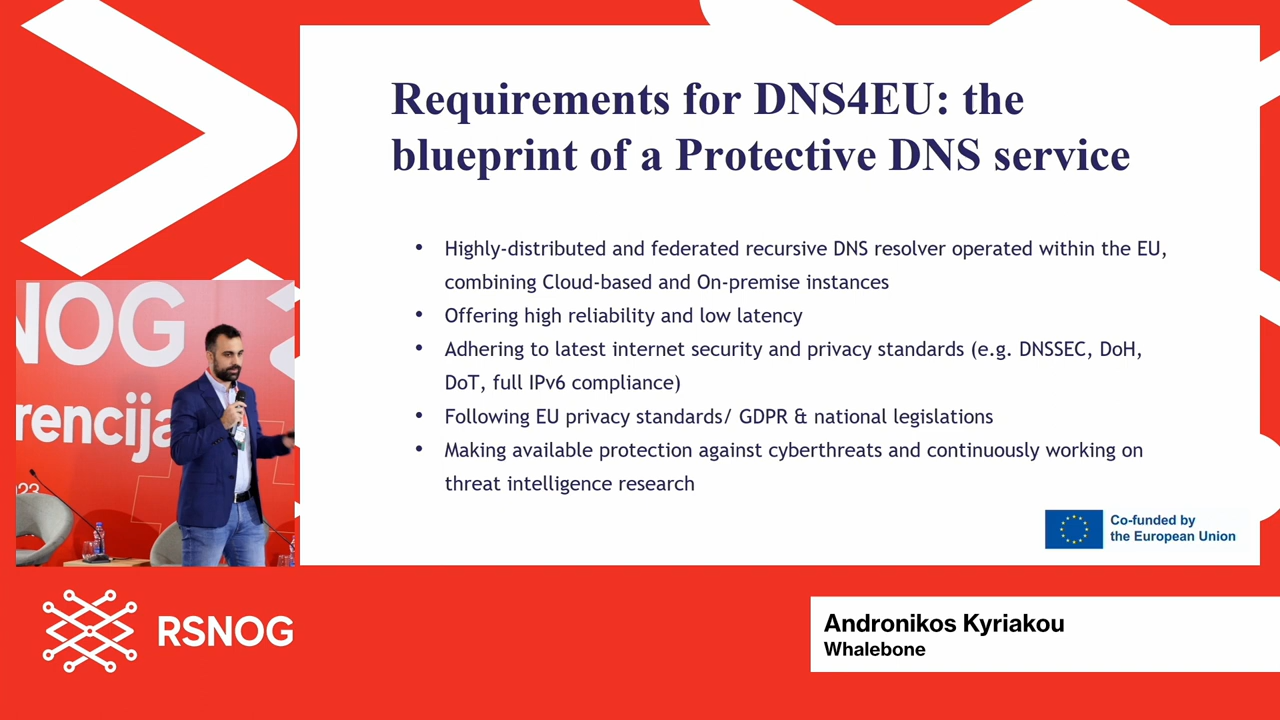 Requirements for DNS4EU: the
blueprint of a Protective DNS service
• Highly-distributed and federated recursive DNS resolver operated within the EU,
combining Cloud-based and On-premise instances
• Offering high reliability and low latency
• Adhering to latest internet security and privacy standards (e.g. DNSSEC, DoH,
DoT, full IPv6 compliance)
• Following EU privacy standards/ GDPR & national legislations
• Making available protection against cyberthreats and continuously working on
threat intelligence research
Co-funded by
the European Union
NOG
rencija
023
RSNOG
Andronikos Kyriakou
Whalebone